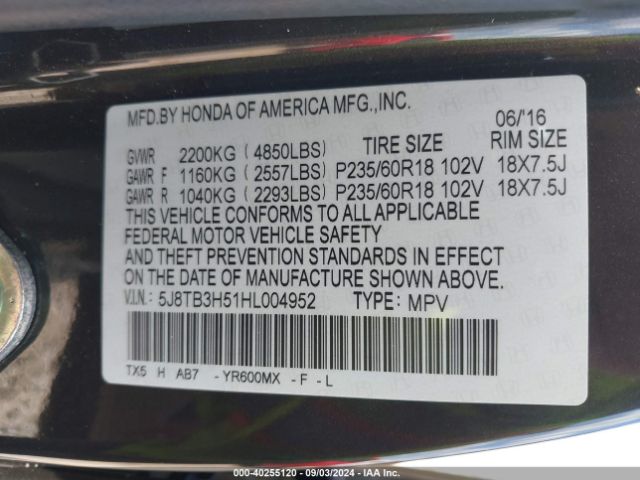 MFD.BY HONDA OF AMERICA MFG.,INC.
06/'16
GVWR 2200KG ( 4850LBS) TIRE SIZE RIM SIZE
GAWR F 1160KG ( 2557LBS) P235/60R18 102V 18X7.5J
GAWR R 1040KG ( 2293LBS) P235/60R18 102V 18X7.5J
THIS VEHICLE CONFORMS TO ALL APPLICABLE
FEDERAL MOTOR VEHICLE SAFETY
AND THEFT PREVENTION STANDARDS IN EFFECT
ON THE DATE OF MANUFACTURE SHOWN ABOVE.
V.I.N.: 5J8TB3H51HL004952 TYPE: MPV
TX5 H AB7 - YR600MX - F - L
000-40255120 - 09/03/2024 - IAA Inc.